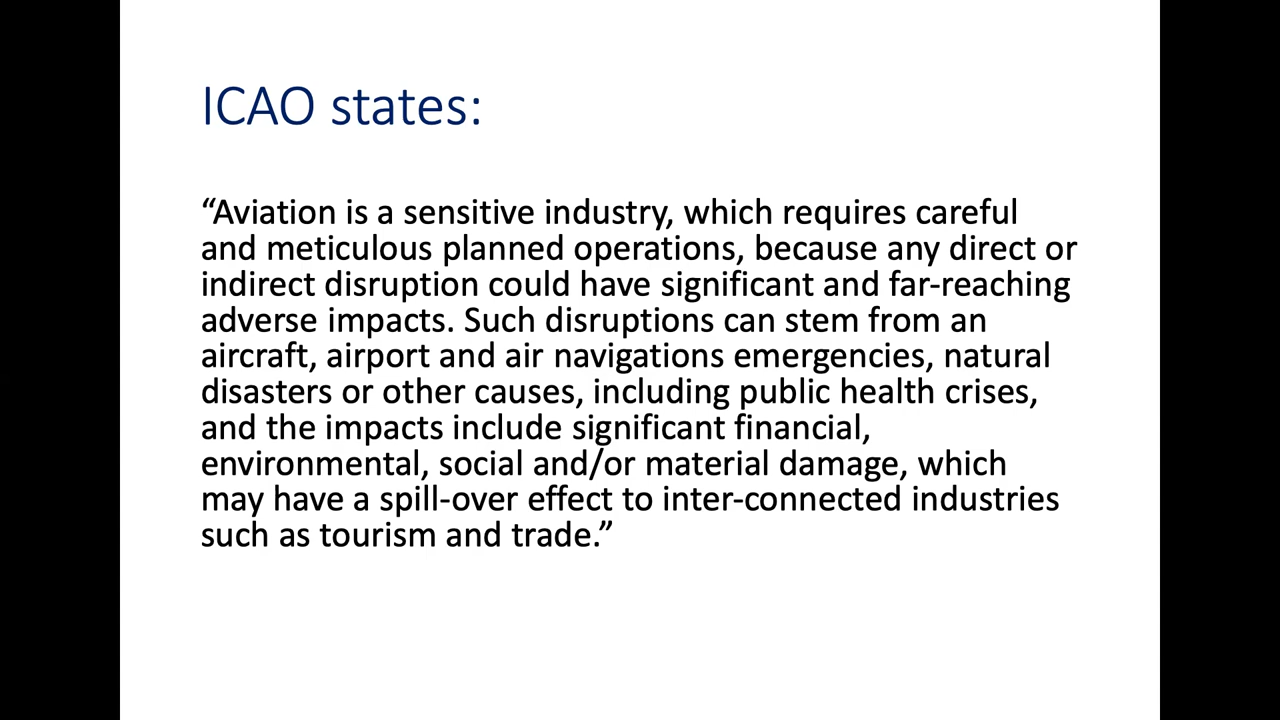 ICAO states:
“Aviation is a sensitive industry, which requires careful
and meticulous planned operations, because any direct or
indirect disruption could have significant and far-reaching
adverse impacts. Such disruptions can stem from an
aircraft, airport and air navigations emergencies, natural
disasters or other causes, including public health crises,
and the impacts include significant financial,
environmental, social and/or material damage, which
may have a spill-over effect to inter-connected industries
such as tourism and trade.”